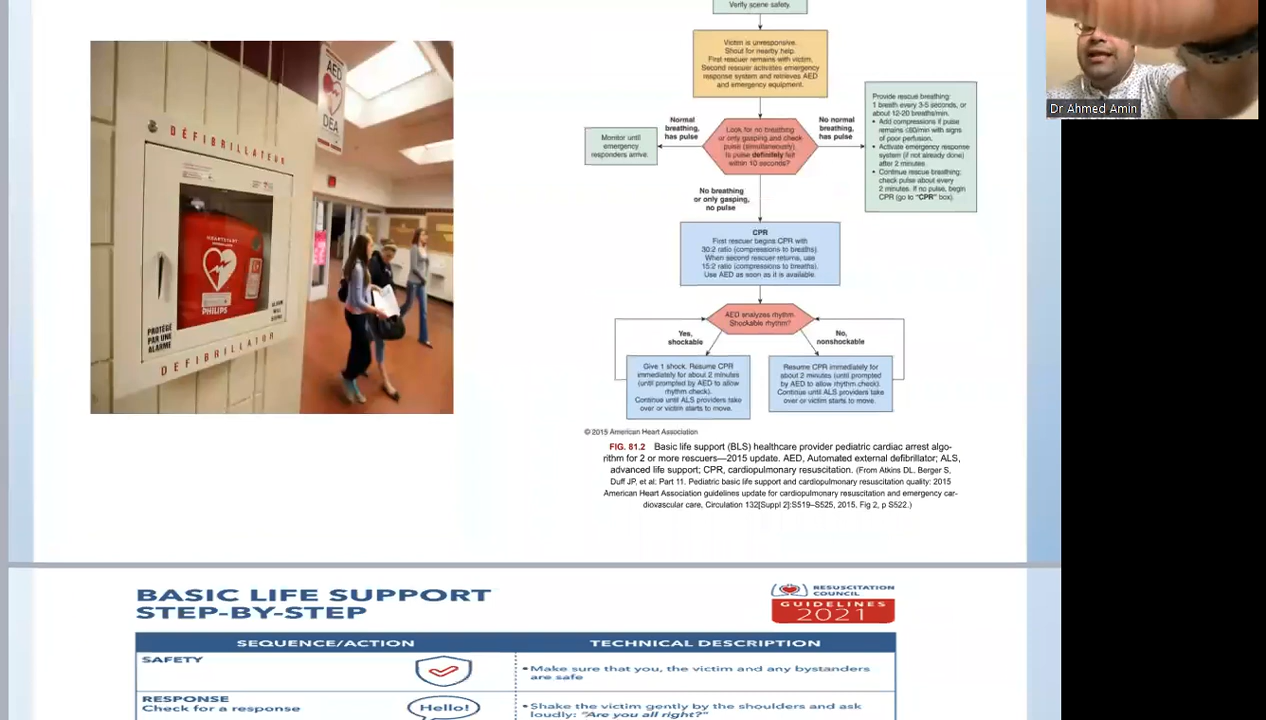 Verify scene safety.
Victim is unresponsive.
Shout for nearby help.
First rescuer remains with victim.
Second rescuer activates emergency
response system and retrieves AED
and emergency equipment.
Normal
breathing,
has pulse
Look for no breathing
or only gasping and check
pulse (simultaneously).
Is pulse definitely felt
within 10 seconds?
No normal
breathing,
has pulse
Monitor until
emergency
responders arrive.
Provide rescue breathing:
1 breath every 3-5 seconds, or
about 12-20 breaths/min.
• Add compressions if pulse
remains ≤60/min with signs
of poor perfusion.
• Activate emergency response
system (if not already done)
after 2 minutes.
• Continue rescue breathing;
check pulse about every
2 minutes. If no pulse, begin
CPR (go to "CPR" box).
No breathing
or only gasping,
no pulse
CPR
First rescuer begins CPR with
30:2 ratio (compressions to breaths).
When second rescuer returns, use
15:2 ratio (compressions to breaths).
Use AED as soon as it is available.
AED analyzes rhythm.
Shockable rhythm?
Yes,
shockable
No,
nonshockable
Give 1 shock. Resume CPR
immediately for about 2 minutes
(until prompted by AED to allow
rhythm check).
Continue until ALS providers take
over or victim starts to move.
Resume CPR immediately for
about 2 minutes (until prompted
by AED to allow rhythm check).
Continue until ALS providers take
over or victim starts to move.
© 2015 American Heart Association
FIG. 81.2 Basic life support (BLS) healthcare provider pediatric cardiac arrest algo-
rithm for 2 or more rescuers—2015 update. AED, Automated external defibrillator; ALS,
advanced life support; CPR, cardiopulmonary resuscitation. (From Atkins DL, Berger S,
Duff JP, et al: Part 11. Pediatric basic life support and cardiopulmonary resuscitation quality: 2015
American Heart Association guidelines update for cardiopulmonary resuscitation and emergency car-
diovascular care, Circulation 132[Suppl 2]:S519–S525, 2015, Fig 2, p S522.)
AED
DEA
DÉFIBRILLATEUR
HEARTSTART
PHILIPS
PROTÉGÉ
PAR UNE
ALARME
DEFIBRILLATOR
Dr Ahmed Amin
BASIC LIFE SUPPORT
STEP-BY-STEP
RESUSCITATION
COUNCIL
GUIDELINES
2021
SEQUENCE/ACTION
TECHNICAL DESCRIPTION
SAFETY
• Make sure that you, the victim and any bystanders
are safe
RESPONSE
Check for a response
Hello!
• Shake the victim gently by the shoulders and ask
loudly: "Are you all right?"